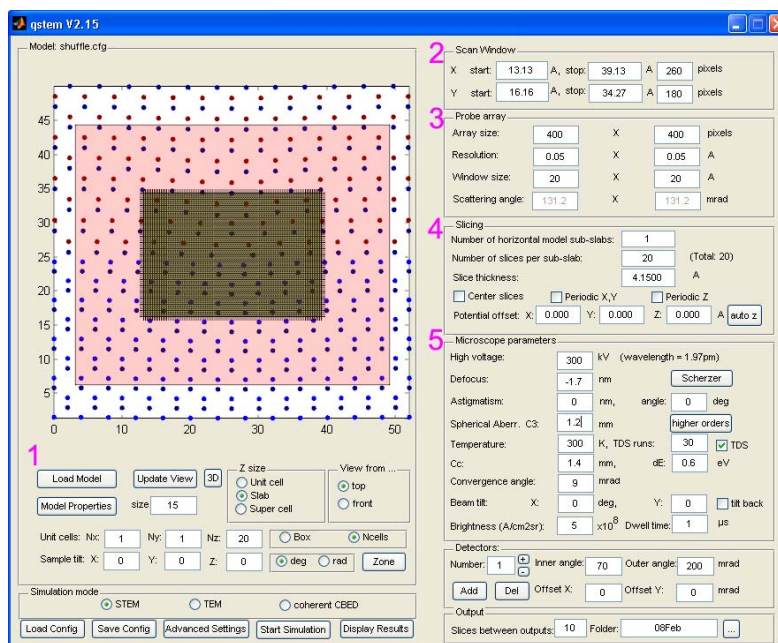 qstem V2.15
Model: shuffle.cfg
45
40
35
30
25
20
15
10
5
0 10 20 30 40 50
1
Load Model Update View 3D
Model Properties size 15
Z size
Unit cell
Slab
Super cell
View from ...
top
front
Unit cells: Nx: 1 Ny: 1 Nz: 20 Box Ncells
Sample tilt: X: 0 Y: 0 Z: 0 deg rad Zone
Simulation mode
STEM TEM coherent CBED
Load Config Save Config Advanced Settings Start Simulation Display Results
2
Scan Window
X start: 13.13 A, stop: 39.13 A 260 pixels
Y start: 16.16 A, stop: 34.27 A 180 pixels
3
Probe array
Array size: 400 X 400 pixels
Resolution: 0.05 X 0.05 A
Window size: 20 X 20 A
Scattering angle: 131.2 X 131.2 mrad
4
Slicing
Number of horizontal model sub-slabs: 1
Number of slices per sub-slab: 20 (Total: 20)
Slice thickness: 4.1500 A
Center slices Periodic X,Y Periodic Z
Potential offset: X: 0.000 Y: 0.000 Z: 0.000 A auto z
5
Microscope parameters
High voltage: 300 kV (wavelength = 1.97pm)
Defocus: -1.7 nm Scherzer
Astigmatism: 0 nm, angle: 0 deg
Spherical Aberr. C3: 1.2 mm higher orders
Temperature: 300 K, TDS runs: 30 TDS
Cc: 1.4 mm, dE: 0.6 eV
Convergence angle: 9 mrad
Beam tilt: X: 0 deg, Y: 0 tilt back
Brightness (A/cm2sr): 5 x10^8 Dwell time: 1 µs
Detectors:
Number: 1 + - Inner angle: 70 Outer angle: 200 mrad
Add Del Offset X: 0 Offset Y: 0 mrad
Output
Slices between outputs: 10 Folder: 08Feb ...